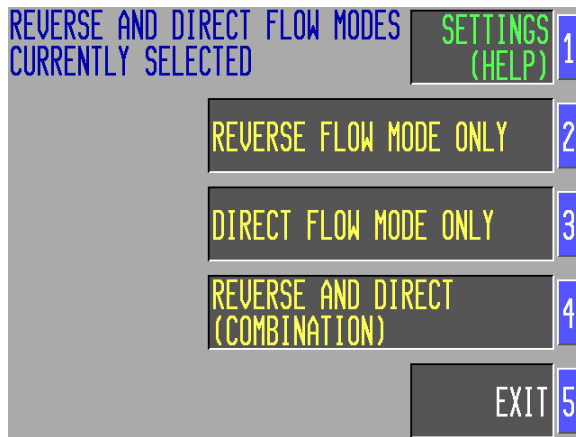 REVERSE AND DIRECT FLOW MODES
CURRENTLY SELECTED
SETTINGS
(HELP)
1
REVERSE FLOW MODE ONLY
2
DIRECT FLOW MODE ONLY
3
REVERSE AND DIRECT
(COMBINATION)
4
EXIT
5